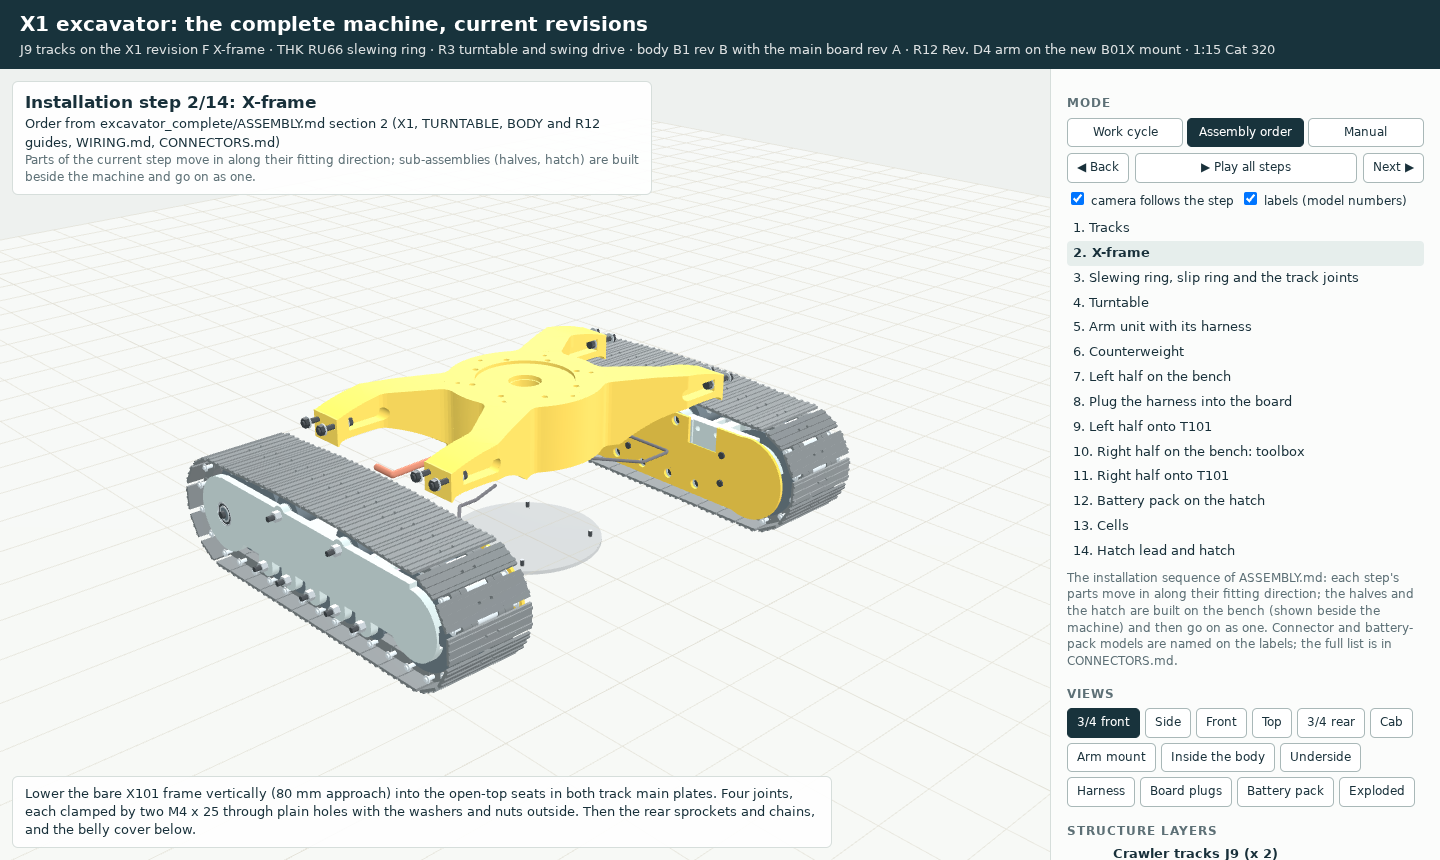 X1 excavator: the complete machine, current revisions
J9 tracks on the X1 revision F X-frame · THK RU66 slewing ring · R3 turntable and swing drive · body B1 rev B with the main board rev A · R12 Rev. D4 arm on the new B01X mount · 1:15 Cat 320
Installation step 2/14: X-frame
Order from excavator_complete/ASSEMBLY.md section 2 (X1, TURNTABLE, BODY and R12
guides, WIRING.md, CONNECTORS.md)
Parts of the current step move in along their fitting direction; sub-assemblies (halves, hatch) are built
beside the machine and go on as one.
Lower the bare X101 frame vertically (80 mm approach) into the open-top seats in both track main plates. Four joints,
each clamped by two M4 x 25 through plain holes with the washers and nuts outside. Then the rear sprockets and chains,
and the belly cover below.
MODE
Work cycle Assembly order Manual
◀ Back ▶ Play all steps Next ▶
camera follows the step labels (model numbers)
1. Tracks
2. X-frame
3. Slewing ring, slip ring and the track joints
4. Turntable
5. Arm unit with its harness
6. Counterweight
7. Left half on the bench
8. Plug the harness into the board
9. Left half onto T101
10. Right half on the bench: toolbox
11. Right half onto T101
12. Battery pack on the hatch
13. Cells
14. Hatch lead and hatch
The installation sequence of ASSEMBLY.md: each step's
parts move in along their fitting direction; the halves and
the hatch are built on the bench (shown beside the
machine) and then go on as one. Connector and battery-
pack models are named on the labels; the full list is in
CONNECTORS.md.
VIEWS
3/4 front Side Front Top 3/4 rear Cab
Arm mount Inside the body Underside
Harness Board plugs Battery pack Exploded
STRUCTURE LAYERS
Crawler tracks J9 (x 2)